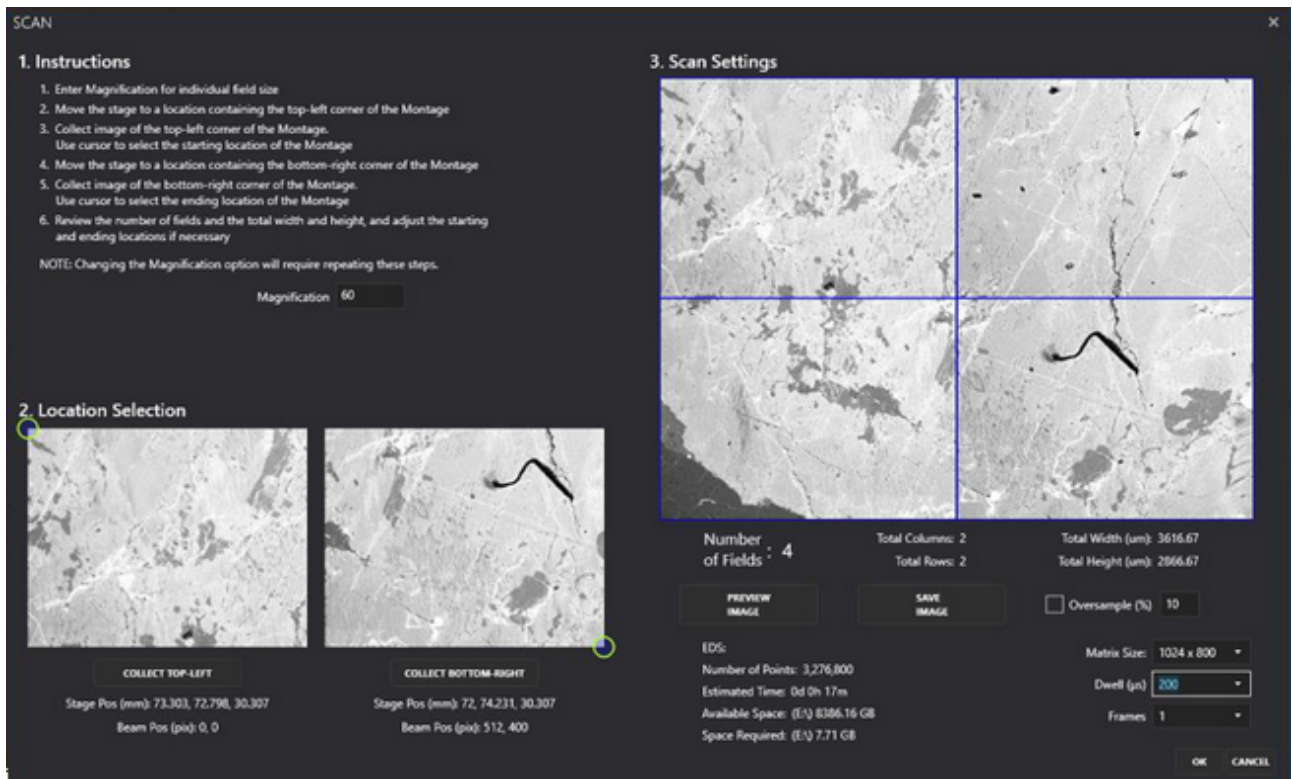 SCAN
1. Instructions
1. Enter Magnification for individual field size
2. Move the stage to a location containing the top-left corner of the Montage
3. Collect image of the top-left corner of the Montage.
Use cursor to select the starting location of the Montage
4. Move the stage to a location containing the bottom-right corner of the Montage
5. Collect image of the bottom-right corner of the Montage.
Use cursor to select the ending location of the Montage
6. Review the number of fields and the total width and height, and adjust the starting
and ending locations if necessary
NOTE: Changing the Magnification option will require repeating these steps.
Magnification 60
2. Location Selection
COLLECT TOP-LEFT
Stage Pos (mm): 73.303, 72.798, 30.307
Beam Pos (pix): 0, 0
COLLECT BOTTOM-RIGHT
Stage Pos (mm): 72, 74.231, 30.307
Beam Pos (pix): 512, 400
3. Scan Settings
Number
of Fields : 4
Total Columns: 2
Total Rows: 2
Total Width (um): 3616.67
Total Height (um): 2866.67
PREVIEW
IMAGE
SAVE
IMAGE
Oversample (%) 10
EDS:
Number of Points: 3,276,800
Estimated Time: 0d 0h 17m
Available Space: (E:\) 8386.16 GB
Space Required: (E:\) 7.71 GB
Matrix Size: 1024 x 800
Dwell (µs) 200
Frames 1
OK CANCEL